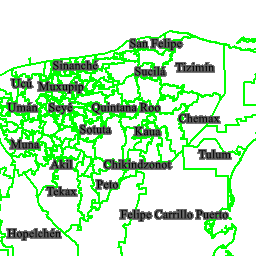 San Felipe
Sinanché
Sucilá
Tizimín
Ucú
Muxupip
Umán
Seyé
Quintana Roo
Chemax
Sotuta
Kaua
Muna
Tulum
Akil
Chikindzonot
Tekax
Peto
Felipe Carrillo Puerto
Hopelchén